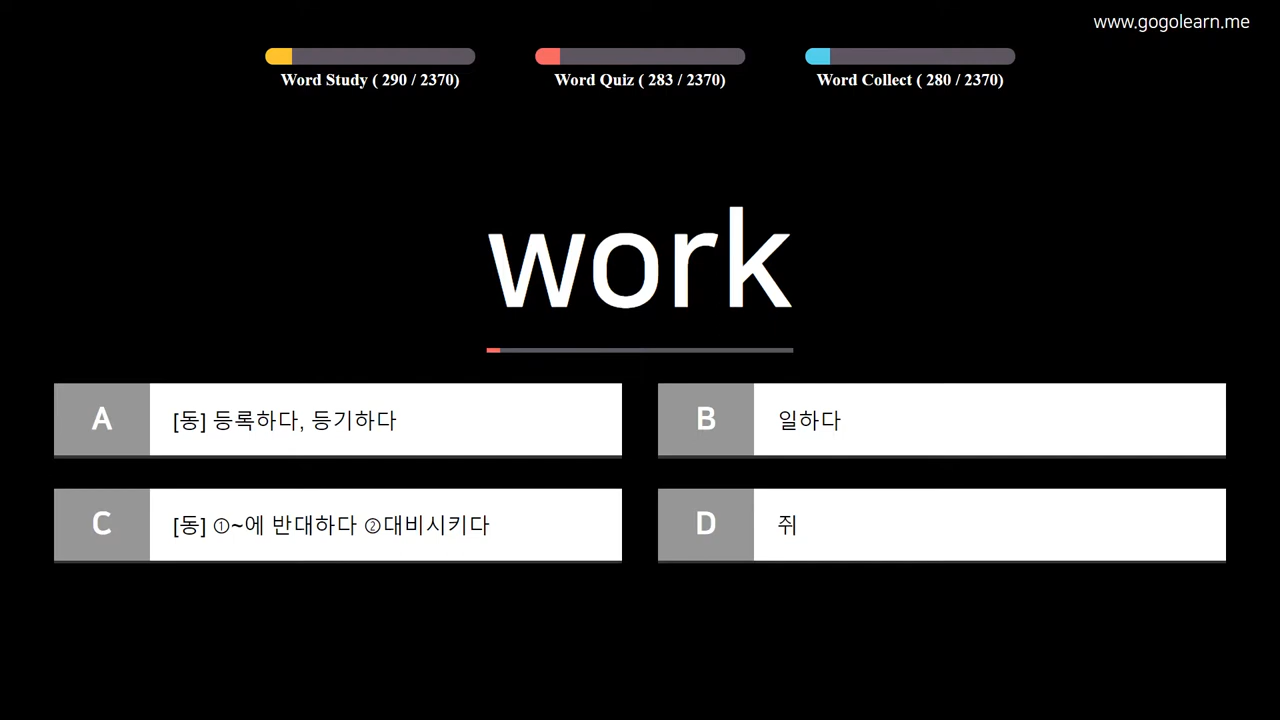 www.gogolearn.me
Word Study ( 290 / 2370)
Word Quiz ( 283 / 2370)
Word Collect ( 280 / 2370)
work
A [동] 등록하다, 등기하다
B 일하다
C [동] ①~에 반대하다 ②대비시키다
D 쥐